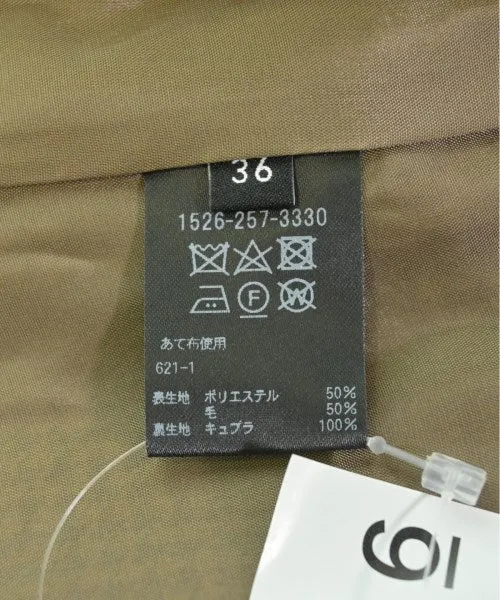 36
1526-257-3330
F W
あて布使用
621-1
表生地 ポリエステル 50%
毛 50%
裏生地 キュプラ 100%